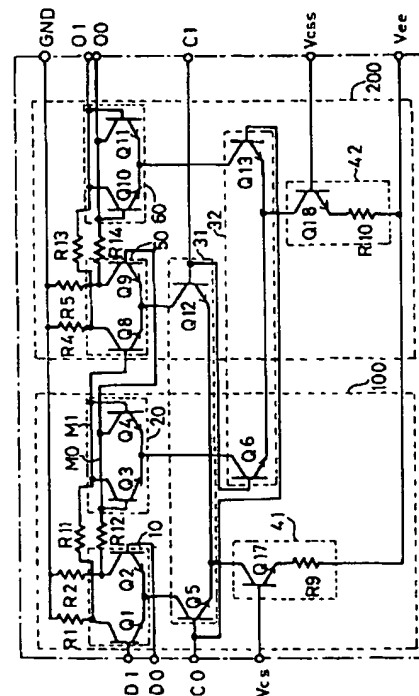 GND
O1
O0
C1
Vcss
Vee
200
R13
R14
Q10
Q11
60
Q13
42
Q18
R10
R5
R4
50
Q9
Q8
31
32
Q12
100
M1
M0
Q4
Q3
20
Q6
R11
R12
41
R2
R1
10
Q2
Q1
Q5
Q17
R9
D1
D0
C0
Vcs